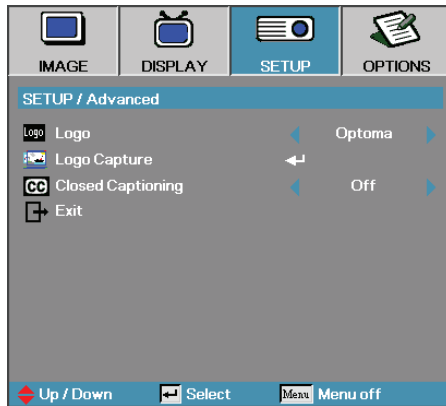 IMAGE DISPLAY SETUP OPTIONS
SETUP / Advanced
Logo Logo Optoma
Logo Capture
CC Closed Captioning Off
Exit
Up / Down Select Menu Menu off